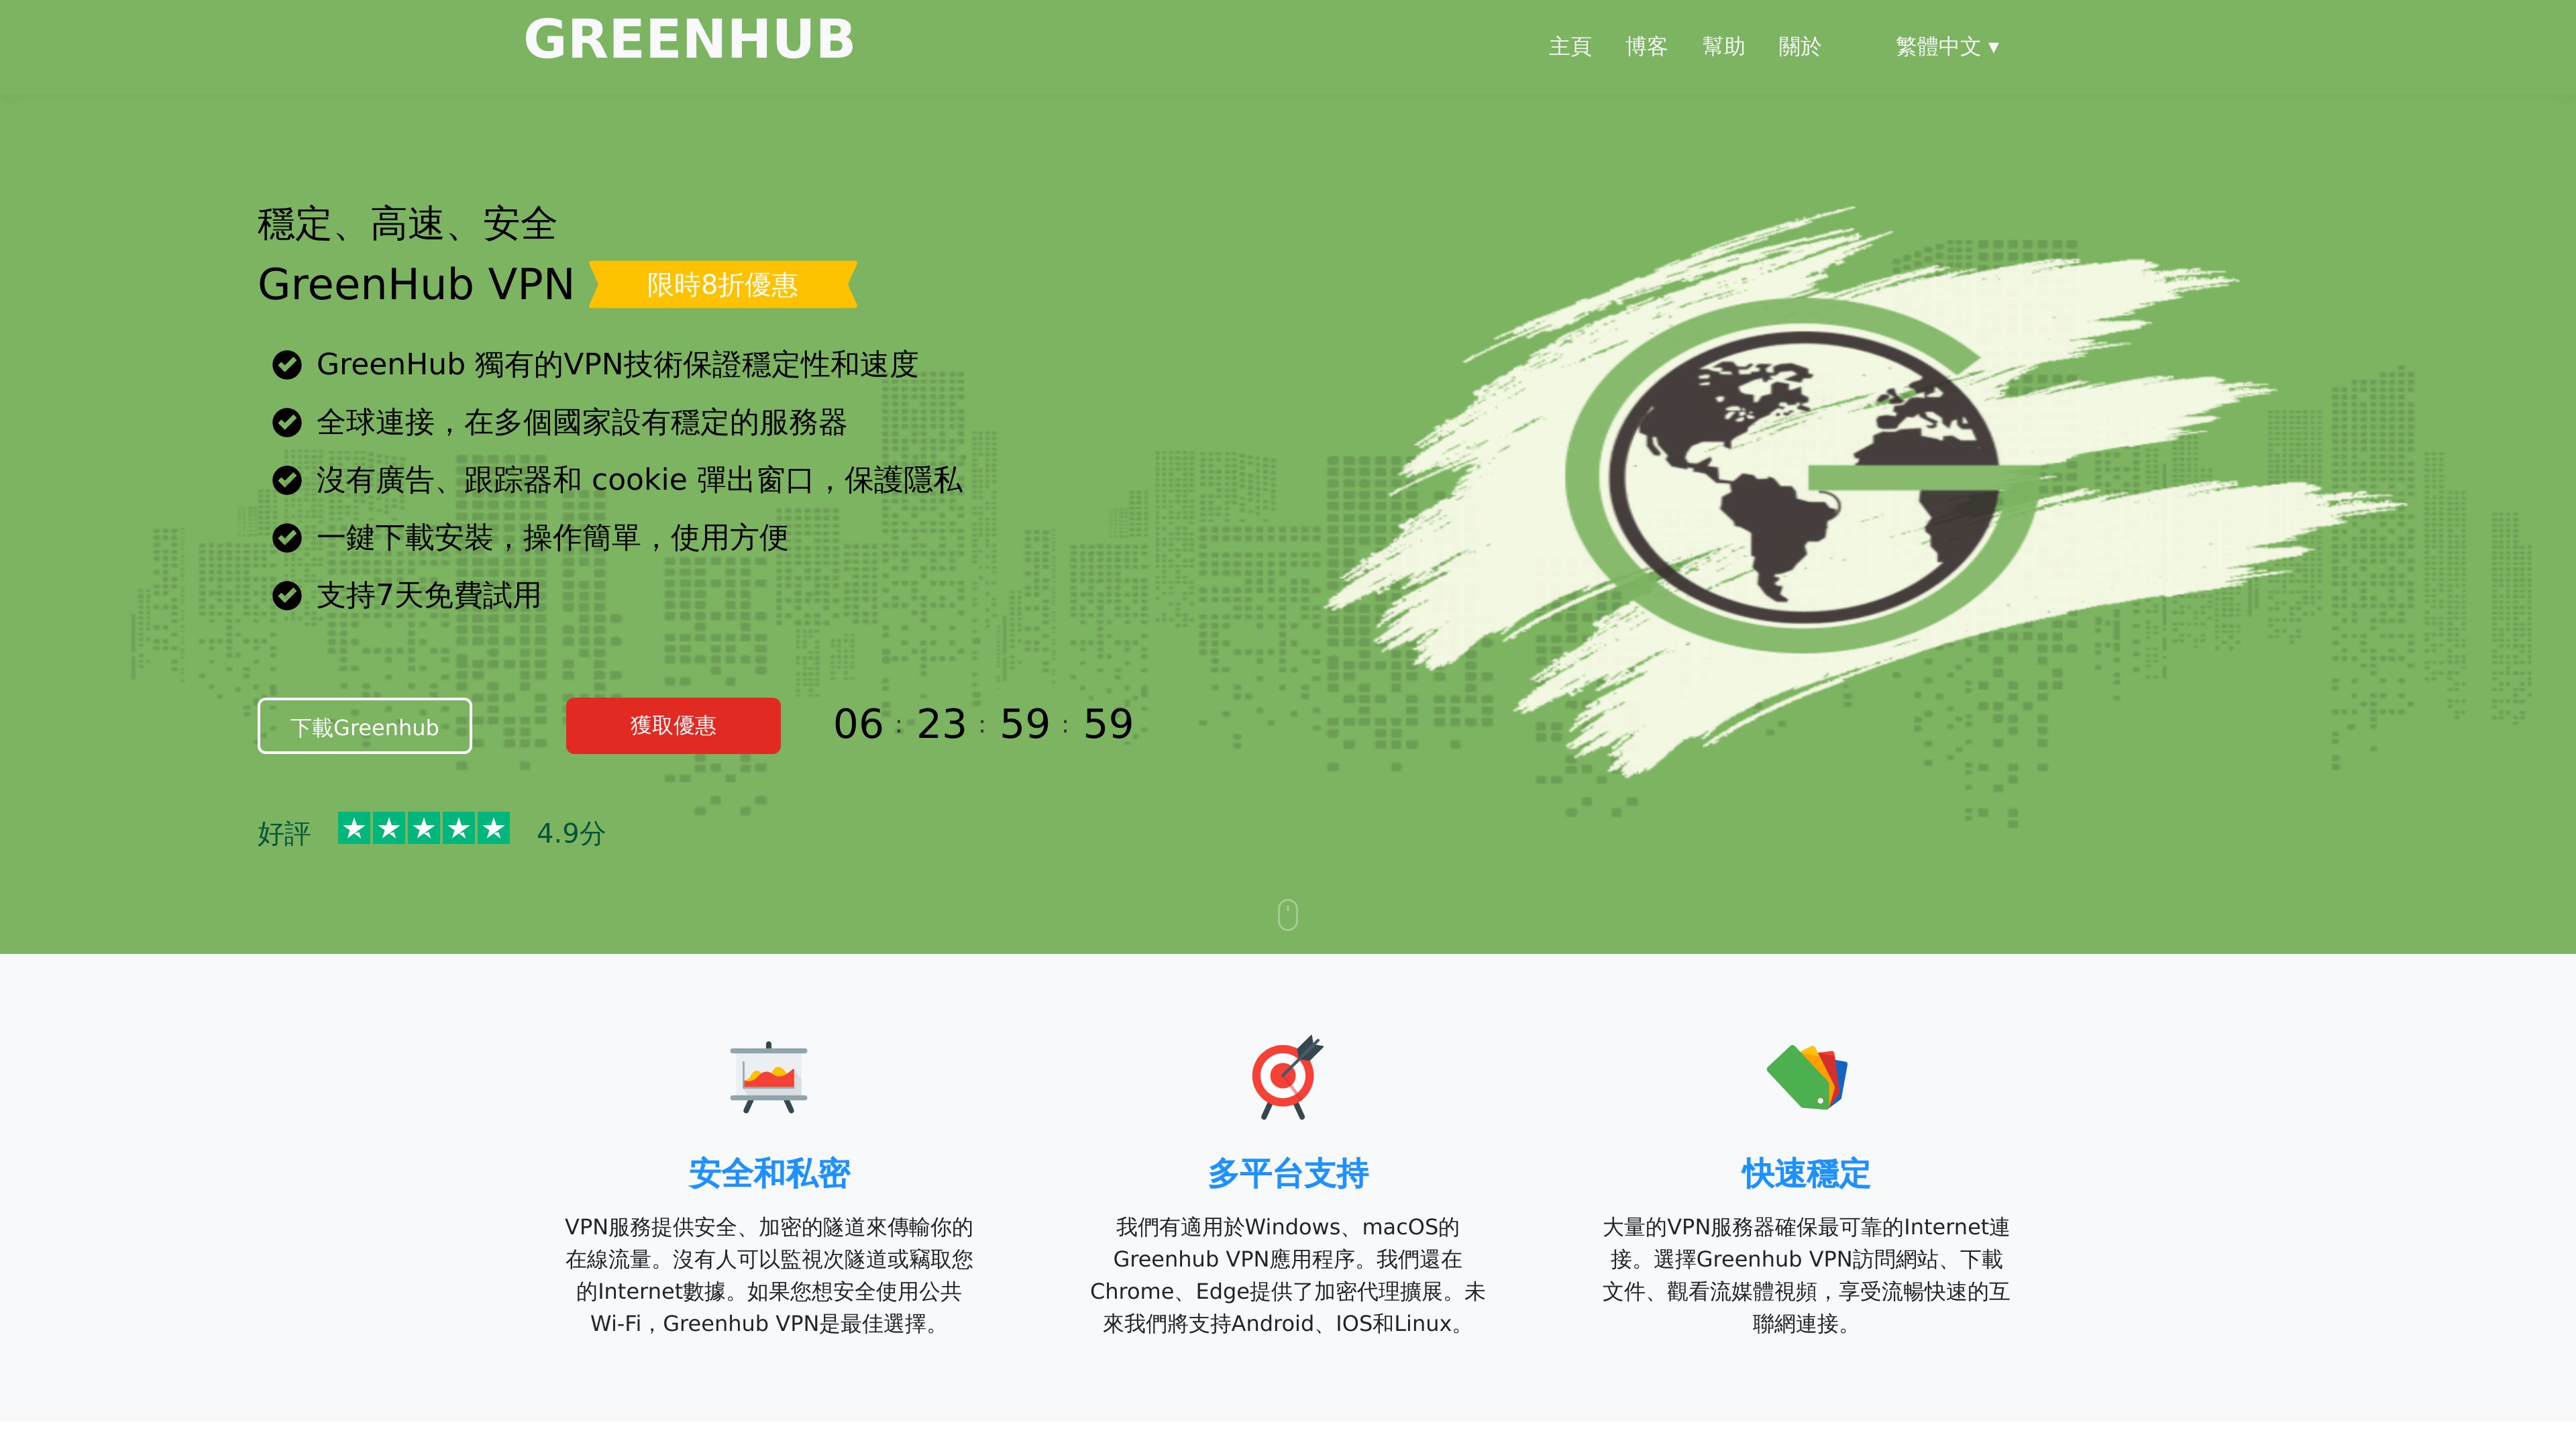 GREENHUB
主頁 博客 幫助 關於 繁體中文 ▾
穩定、高速、安全
GreenHub VPN 限時8折優惠
GreenHub 獨有的VPN技術保證穩定性和速度
全球連接，在多個國家設有穩定的服務器
沒有廣告、跟踪器和 cookie 彈出窗口，保護隱私
一鍵下載安裝，操作簡單，使用方便
支持7天免費試用
下載Greenhub 獲取優惠 06 : 23 : 59 : 59
好評 4.9分
安全和私密
VPN服務提供安全、加密的隧道來傳輸你的
在線流量。沒有人可以監視次隧道或竊取您
的Internet數據。如果您想安全使用公共
Wi-Fi，Greenhub VPN是最佳選擇。
多平台支持
我們有適用於Windows、macOS的
Greenhub VPN應用程序。我們還在
Chrome、Edge提供了加密代理擴展。未
來我們將支持Android、IOS和Linux。
快速穩定
大量的VPN服務器確保最可靠的Internet連
接。選擇Greenhub VPN訪問網站、下載
文件、觀看流媒體視頻，享受流暢快速的互
聯網連接。